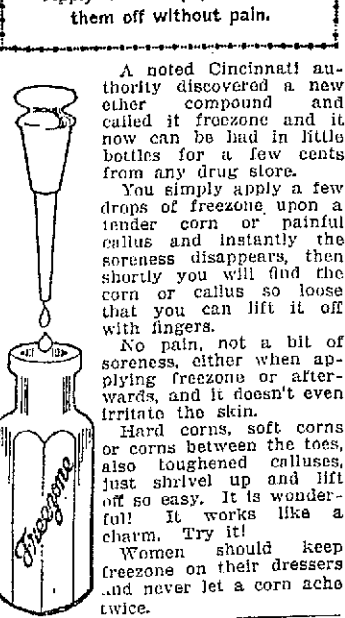 them off without pain.
A noted Cincinnati au-
thority discovered a new
ether compound and
called it freezone and it
now can be had in little
bottles for a few cents
from any drug store.
You simply apply a few
drops of freezone upon a
tender corn or painful
callus and instantly the
soreness disappears, then
shortly you will find the
corn or callus so loose
that you can lift it off
with fingers.
No pain, not a bit of
soreness, either when ap-
plying freezone or after-
wards, and it doesn't even
irritate the skin.
Hard corns, soft corns
or corns between the toes,
also toughened calluses,
just shrivel up and lift
off so easy. It is wonder-
ful! It works like a
charm. Try it!
Women should keep
freezone on their dressers
and never let a corn ache
twice.
Freezone